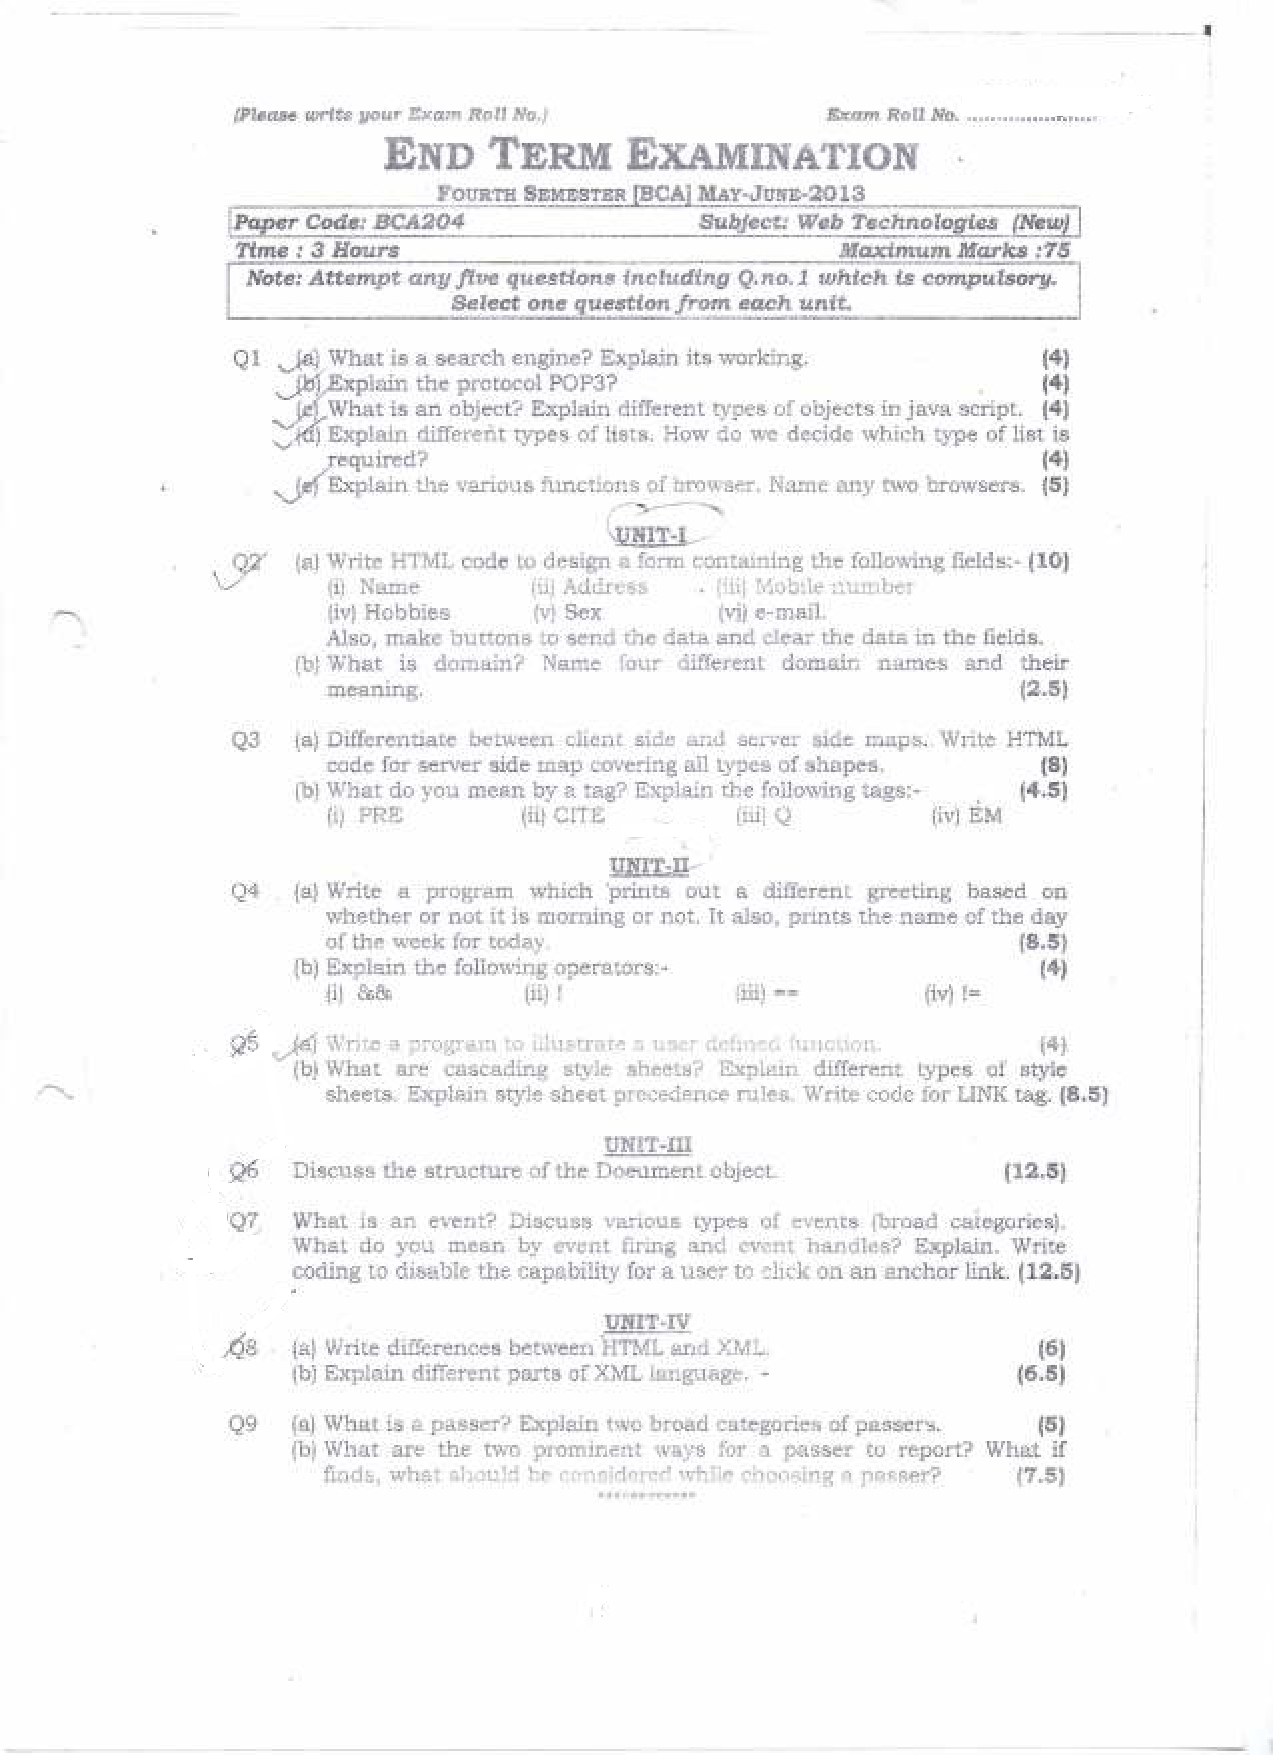 (Please write your Exam Roll No.) Exam Roll No. ........................
END TERM EXAMINATION
FOURTH SEMESTER [BCA] MAY-JUNE-2013
Paper Code: BCA204 Subject: Web Technologies (New)
Time : 3 Hours Maximum Marks :75
Note: Attempt any five questions including Q.no.1 which is compulsory.
Select one question from each unit.
Q1 (a) What is a search engine? Explain its working. (4)
(b) Explain the protocol POP3? (4)
(c) What is an object? Explain different types of objects in java script. (4)
(d) Explain different types of lists. How do we decide which type of list is
required? (4)
(e) Explain the various functions of browser. Name any two browsers. (5)
UNIT-I
Q2 (a) Write HTML code to design a form containing the following fields:- (10)
(i) Name (ii) Address (iii) Mobile number
(iv) Hobbies (v) Sex (vi) e-mail.
Also, make buttons to send the data and clear the data in the fields.
(b) What is domain? Name four different domain names and their
meaning. (2.5)
Q3 (a) Differentiate between client side and server side maps. Write HTML
code for server side map covering all types of shapes. (8)
(b) What do you mean by a tag? Explain the following tags:- (4.5)
(i) PRE (ii) CITE (iii) Q (iv) EM
UNIT-II
Q4 (a) Write a program which prints out a different greeting based on
whether or not it is morning or not. It also, prints the name of the day
of the week for today. (8.5)
(b) Explain the following operators:- (4)
(i) && (ii) ! (iii) == (iv) !=
Q5 (a) Write a program to illustrate a user defined function. (4)
(b) What are cascading style sheets? Explain different types of style
sheets. Explain style sheet precedence rules. Write code for LINK tag. (8.5)
UNIT-III
Q6 Discuss the structure of the Document object. (12.5)
Q7 What is an event? Discuss various types of events (broad categories).
What do you mean by event firing and event handles? Explain. Write
coding to disable the capability for a user to click on an anchor link. (12.5)
UNIT-IV
Q8 (a) Write differences between HTML and XML. (6)
(b) Explain different parts of XML language. - (6.5)
Q9 (a) What is a passer? Explain two broad categories of passers. (5)
(b) What are the two prominent ways for a passer to report? What if
finds, what should be considered while choosing a passer? (7.5)
***********